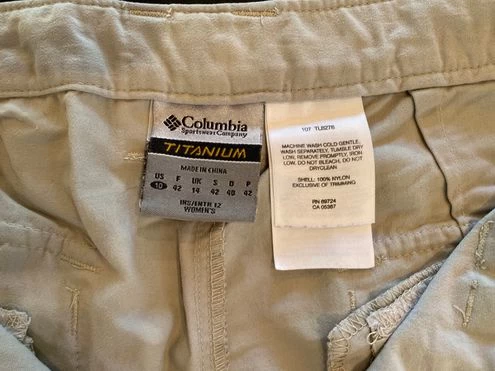 Columbia
Sportswear Company
TITANIUM
MADE IN CHINA
US F UK S D P
10 42 14 42 40 42
INS/ENTR 12
WOMEN'S
107 TL8278
MACHINE WASH COLD GENTLE,
WASH SEPARATELY, TUMBLE DRY
LOW, REMOVE PROMPTLY, IRON
LOW, DO NOT BLEACH, DO NOT
DRYCLEAN
SHELL: 100% NYLON
EXCLUSIVE OF TRIMMING
RN 69724
CA 05367